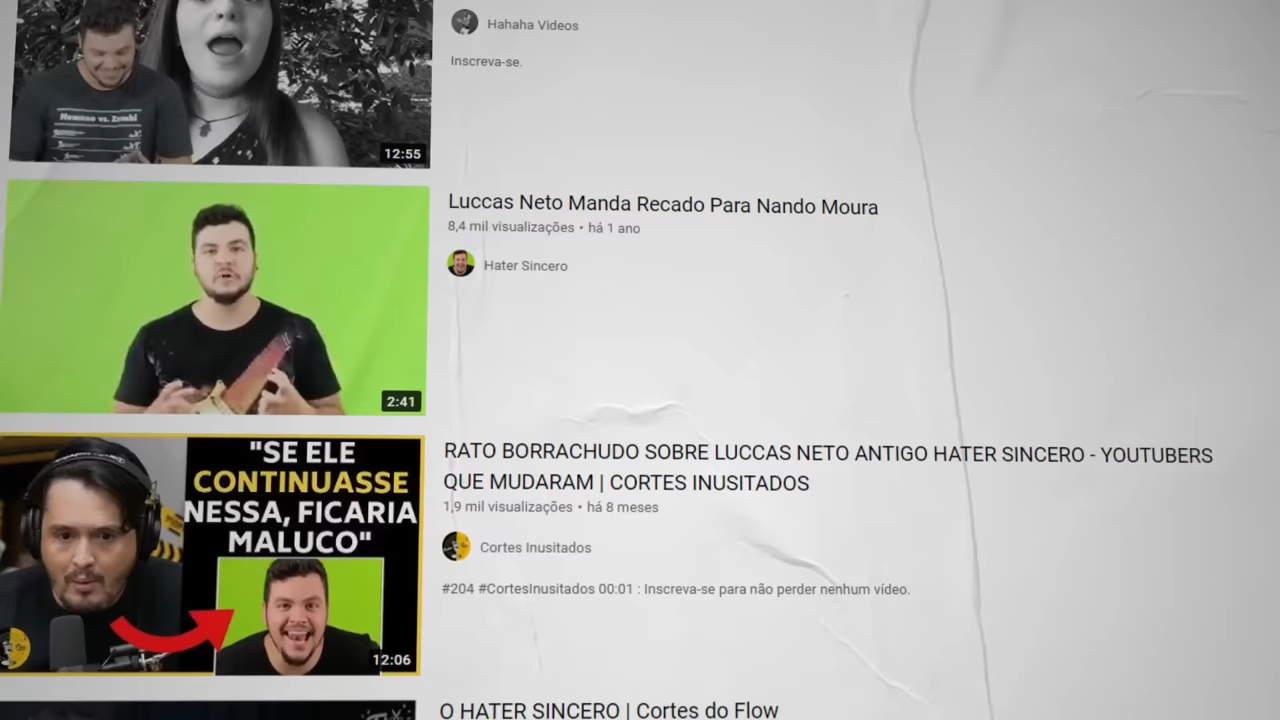 Hahaha Videos
Inscreva-se.
Humano vs. Zumbi
12:55
Luccas Neto Manda Recado Para Nando Moura
8,4 mil visualizações • há 1 ano
Hater Sincero
2:41
"SE ELE
CONTINUASSE
NESSA, FICARIA
MALUCO"
12:06
RATO BORRACHUDO SOBRE LUCCAS NETO ANTIGO HATER SINCERO - YOUTUBERS
QUE MUDARAM | CORTES INUSITADOS
1,9 mil visualizações • há 8 meses
Cortes Inusitados
#204 #CortesInusitados 00:01 : Inscreva-se para não perder nenhum vídeo.
O HATER SINCERO | Cortes do Flow